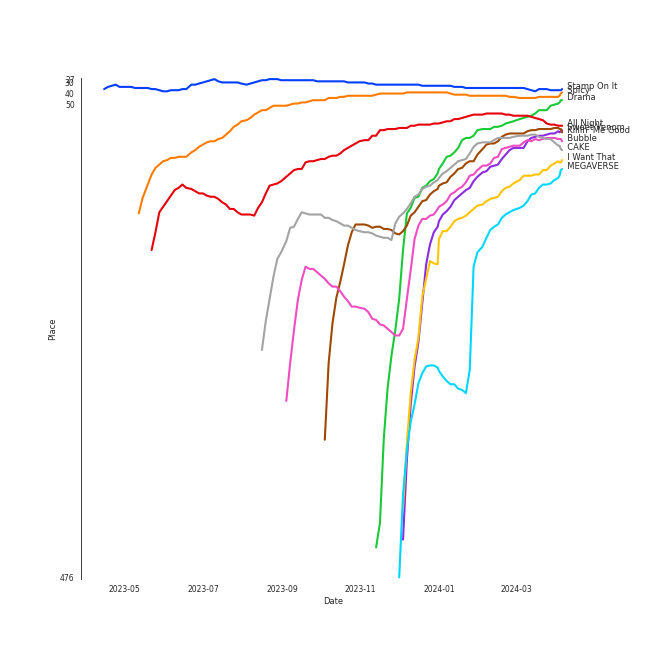 27
30
40
50
476
Place
2023-05
2023-07
2023-09
2023-11
2024-01
2024-03
Date
Stamp On It
Spicy
Drama
All Night
Killin' Me Good
Bubble
CAKE
I Want That
MEGAVERSE